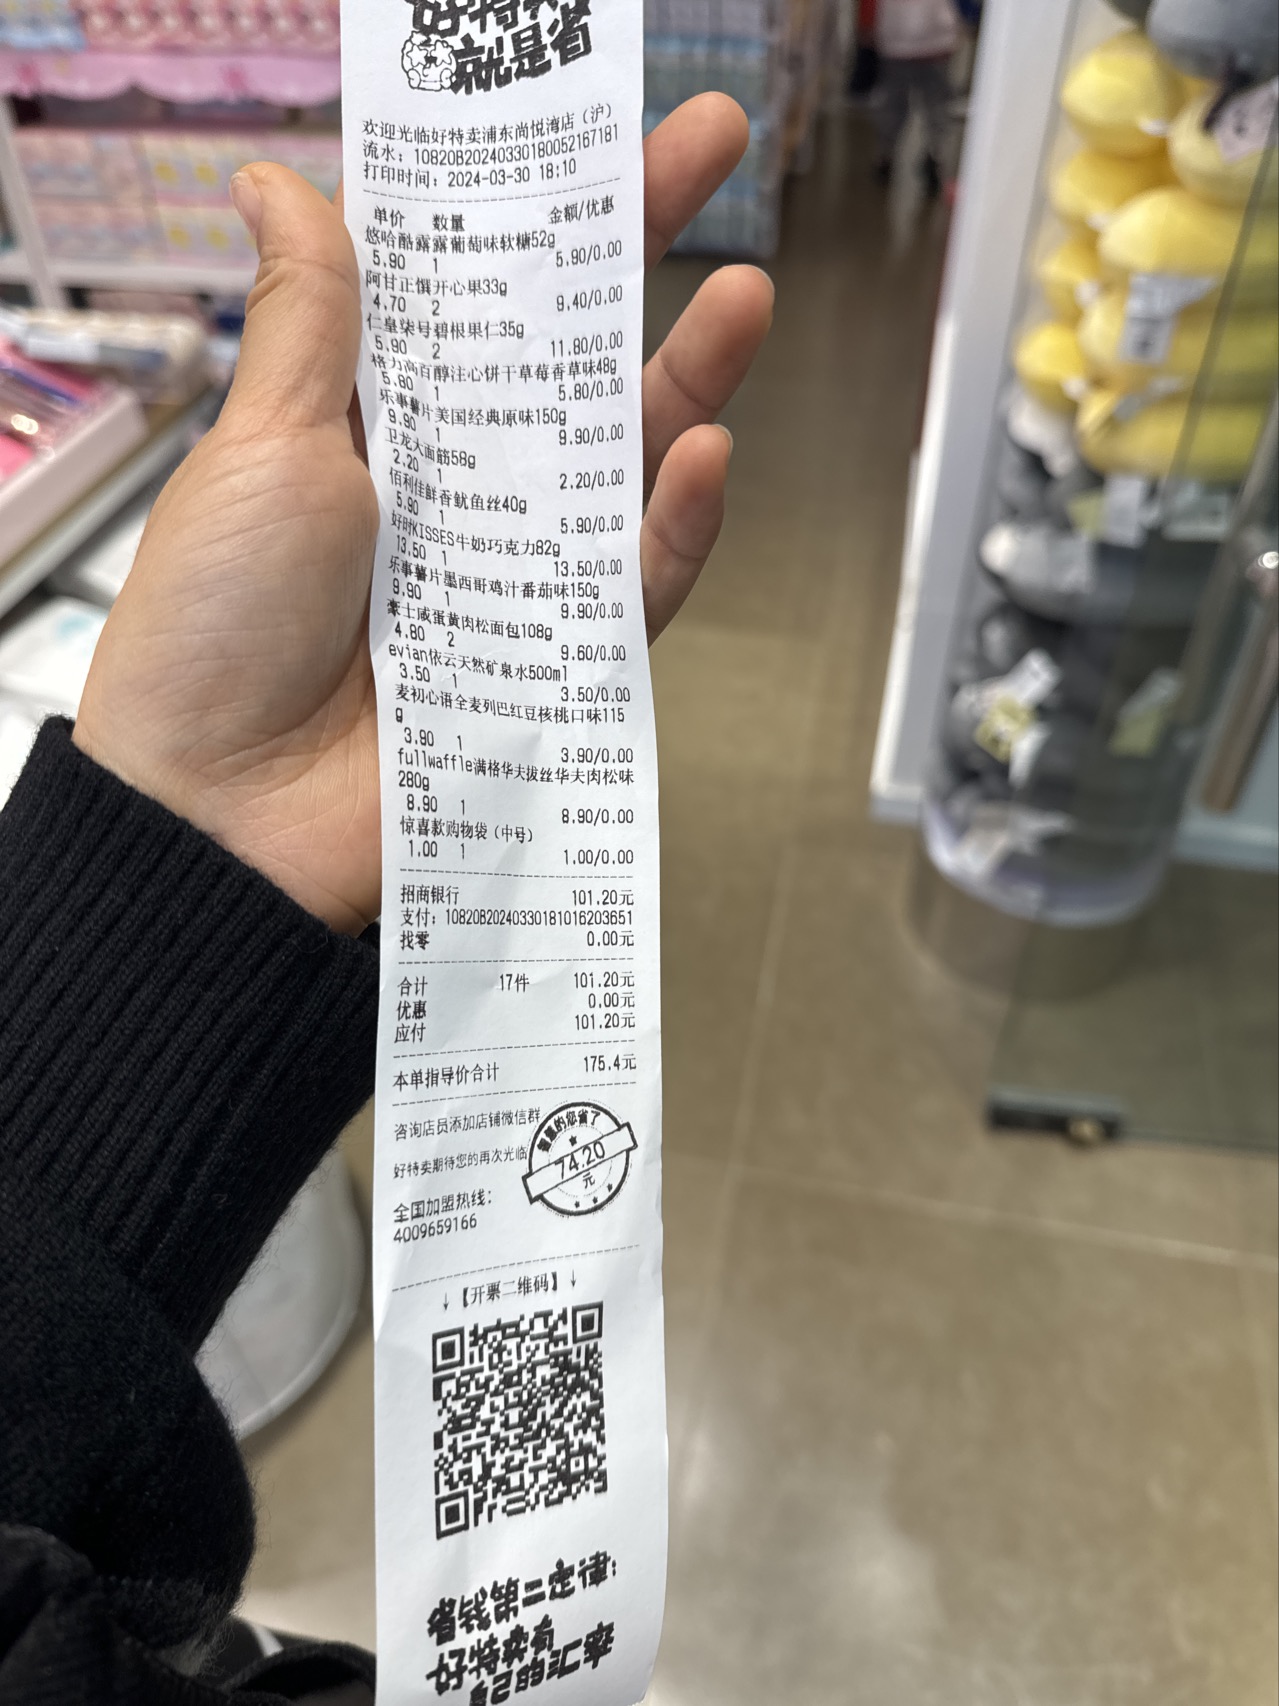 好特卖
就是省
欢迎光临好特卖浦东尚悦湾店（沪）
流水：10820B20240330180052167181
打印时间：2024-03-30 18:10
单价 数量 金额/优惠
悠哈酷露露葡萄味软糖52g
5.90 1 5.90/0.00
阿甘正馔开心果33g
4.70 2 9.40/0.00
仁皇柒号碧根果仁35g
5.90 2 11.80/0.00
格力高百醇注心饼干草莓香草味48g
5.80 1 5.80/0.00
乐事薯片美国经典原味150g
9.90 1 9.90/0.00
卫龙大面筋58g
2.20 1 2.20/0.00
佰利佳鲜香鱿鱼丝40g
5.90 1 5.90/0.00
好时KISSES牛奶巧克力82g
13.50 1 13.50/0.00
乐事薯片墨西哥鸡汁番茄味150g
9.90 1 9.90/0.00
豪士咸蛋黄肉松面包108g
4.80 2 9.60/0.00
evian依云天然矿泉水500ml
3.50 1 3.50/0.00
麦初心语全麦列巴红豆核桃口味115
g
3.90 1 3.90/0.00
fullwaffle满格华夫拔丝华夫肉松味
280g
8.90 1 8.90/0.00
惊喜款购物袋（中号）
1.00 1 1.00/0.00
招商银行 101.20元
支付：10820B20240330181016203651
找零 0.00元
合计 17件 101.20元
优惠 0.00元
应付 101.20元
本单指导价合计 175.4元
咨询店员添加店铺微信群
好特卖期待您的再次光临
尊重的您省了
74.20
元
全国加盟热线：
4009659166
↓【开票二维码】↓
省钱第二定律：
好特卖有